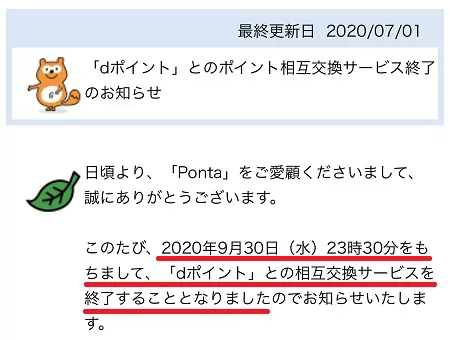 最終更新日 2020/07/01
「dポイント」とのポイント相互交換サービス終了
のお知らせ
日頃より、「Ponta」をご愛顧くださいまして、
誠にありがとうございます。
このたび、2020年9月30日（水）23時30分をも
ちまして、「dポイント」との相互交換サービスを
終了することとなりましたのでお知らせいたしま
す。